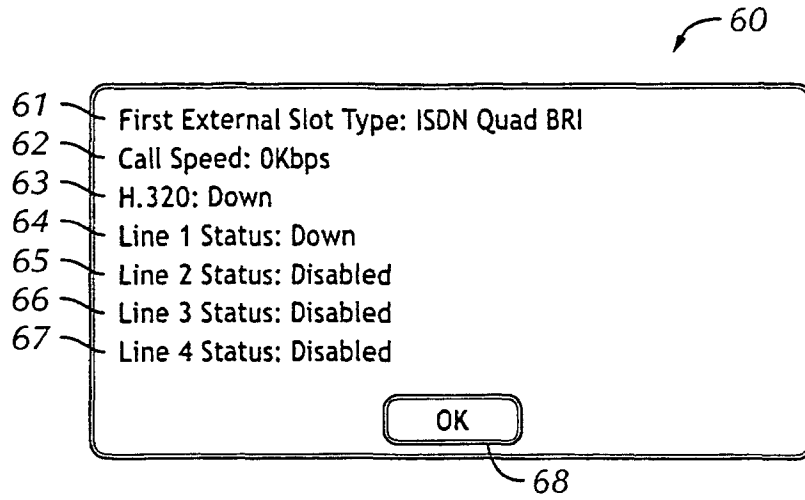 60
61 First External Slot Type: ISDN Quad BRI
62 Call Speed: 0Kbps
63 H.320: Down
64 Line 1 Status: Down
65 Line 2 Status: Disabled
66 Line 3 Status: Disabled
67 Line 4 Status: Disabled
OK
68